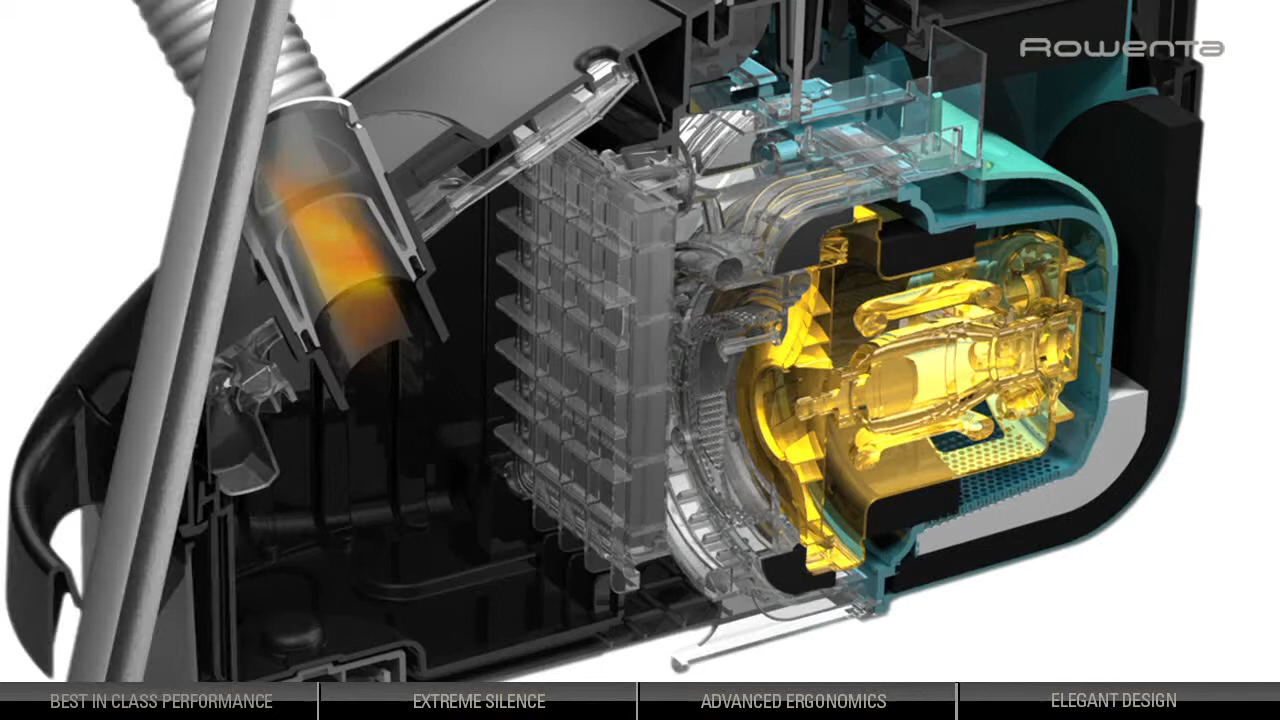 Rowenta
BEST IN CLASS PERFORMANCE
EXTREME SILENCE
ADVANCED ERGONOMICS
ELEGANT DESIGN